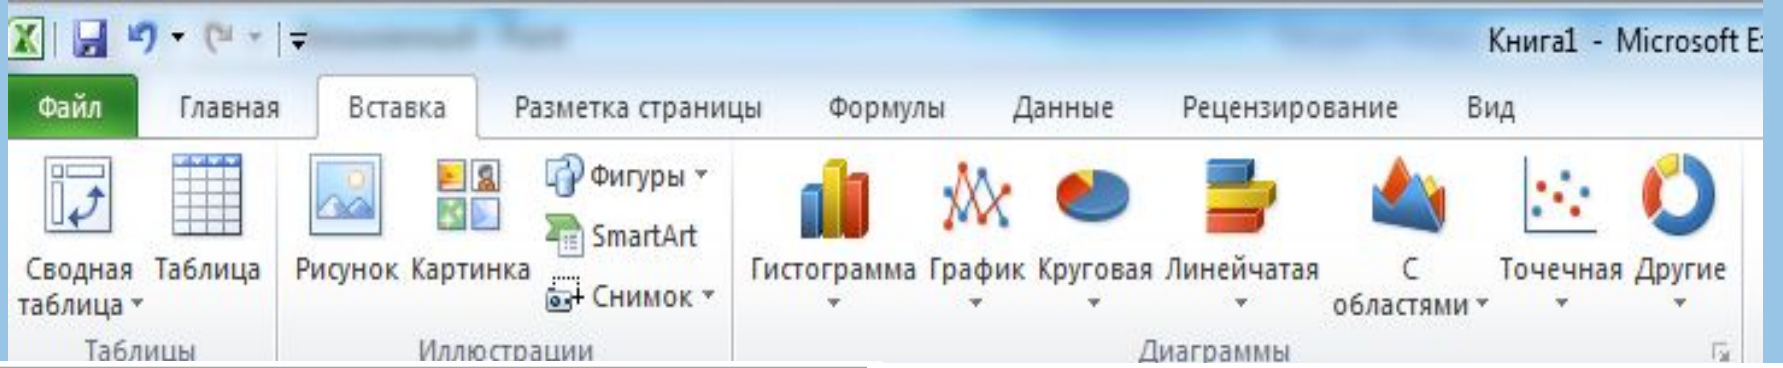 Книга1 - Microsoft E
Файл Главная Вставка Разметка страницы Формулы Данные Рецензирование Вид
Сводная таблица
Таблица
Рисунок
Картинка
Фигуры
SmartArt
Снимок
Гистограмма
График
Круговая
Линейчатая
С областями
Точечная
Другие
Таблицы Иллюстрации Диаграммы